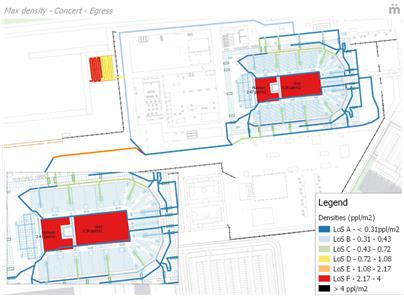 Max density - Concert - Egress
m
Legend
Densities (ppl/m2)
LoS A - < 0.31ppl/m2
LoS B - 0.31 - 0.43
LoS C - 0.43 - 0.72
LoS D - 0.72 - 1.08
LoS E - 1.08 - 2.17
LoS F - 2.17 - 4
> 4 ppl/m2